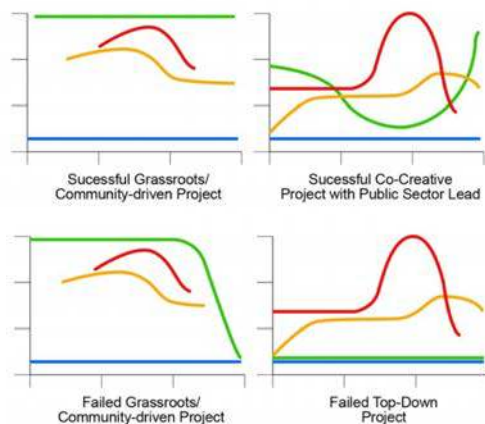 Sucessful Grassroots/
Community-driven Project
Sucessful Co-Creative
Project with Public Sector Lead
Failed Grassroots/
Community-driven Project
Failed Top-Down
Project